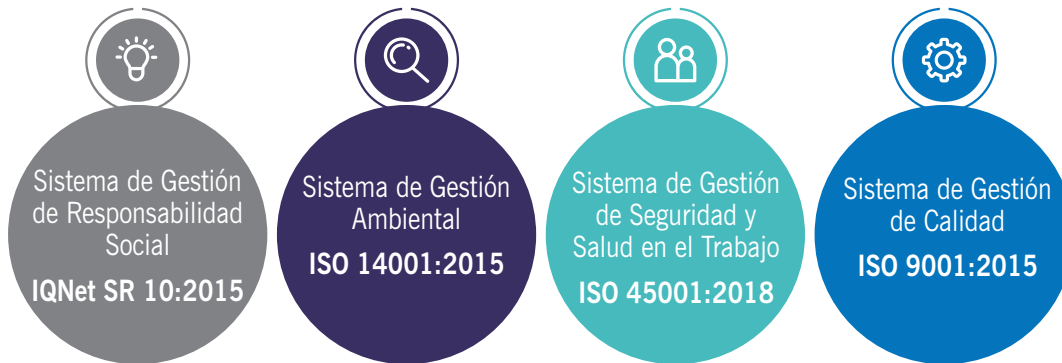 Sistema de Gestión
de Responsabilidad
Social
IQNet SR 10:2015
Sistema de Gestión
Ambiental
ISO 14001:2015
Sistema de Gestión
de Seguridad y
Salud en el Trabajo
ISO 45001:2018
Sistema de Gestión
de Calidad
ISO 9001:2015